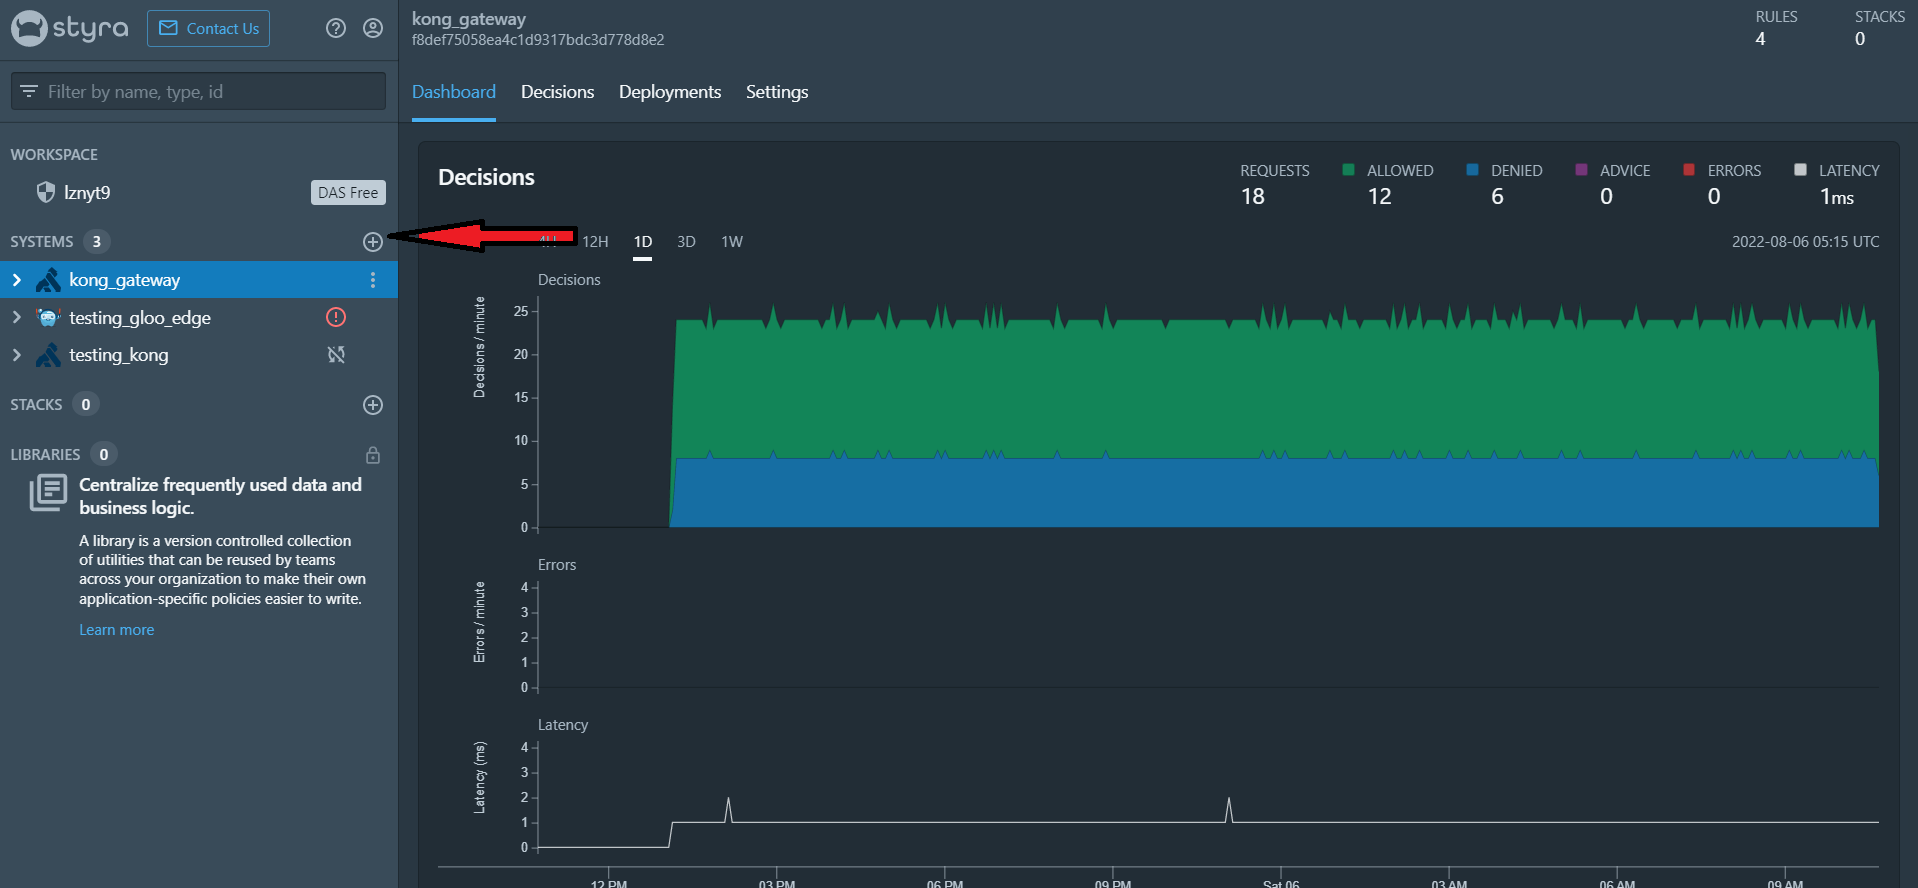 styra
Contact Us
Filter by name, type, id
WORKSPACE
lznyt9
DAS Free
SYSTEMS 3
kong_gateway
testing_gloo_edge
testing_kong
STACKS 0
LIBRARIES 0
Centralize frequently used data and
business logic.
A library is a version controlled collection
of utilities that can be reused by teams
across your organization to make their own
application-specific policies easier to write.
Learn more
kong_gateway
f8def75058ea4c1d9317bdc3d778d8e2
RULES
4
STACKS
0
Dashboard Decisions Deployments Settings
Decisions
REQUESTS ALLOWED DENIED ADVICE ERRORS LATENCY
18 12 6 0 0 1ms
4H 12H 1D 3D 1W
2022-08-06 05:15 UTC
Decisions
Decisions / minute
25
20
15
10
5
0
Errors
Errors / minute
4
3
2
1
0
Latency
Latency (ms)
4
3
2
1
0
12 PM 03 PM 06 PM 09 PM Sat 06 03 AM 06 AM 09 AM